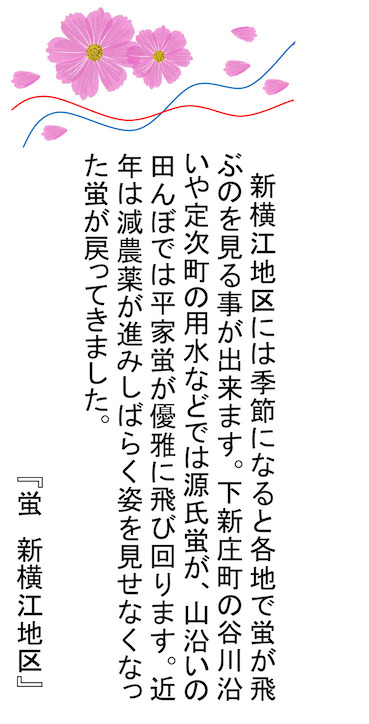 新横江地区には季節になると各地で蛍が飛
ぶのを見る事が出来ます。下新庄町の谷川沿
いや定次町の用水などでは源氏蛍が、山沿いの
田んぼでは平家蛍が優雅に飛び回ります。近
年は減農薬が進みしばらく姿を見せなくなっ
た蛍が戻ってきました。
『蛍　新横江地区』